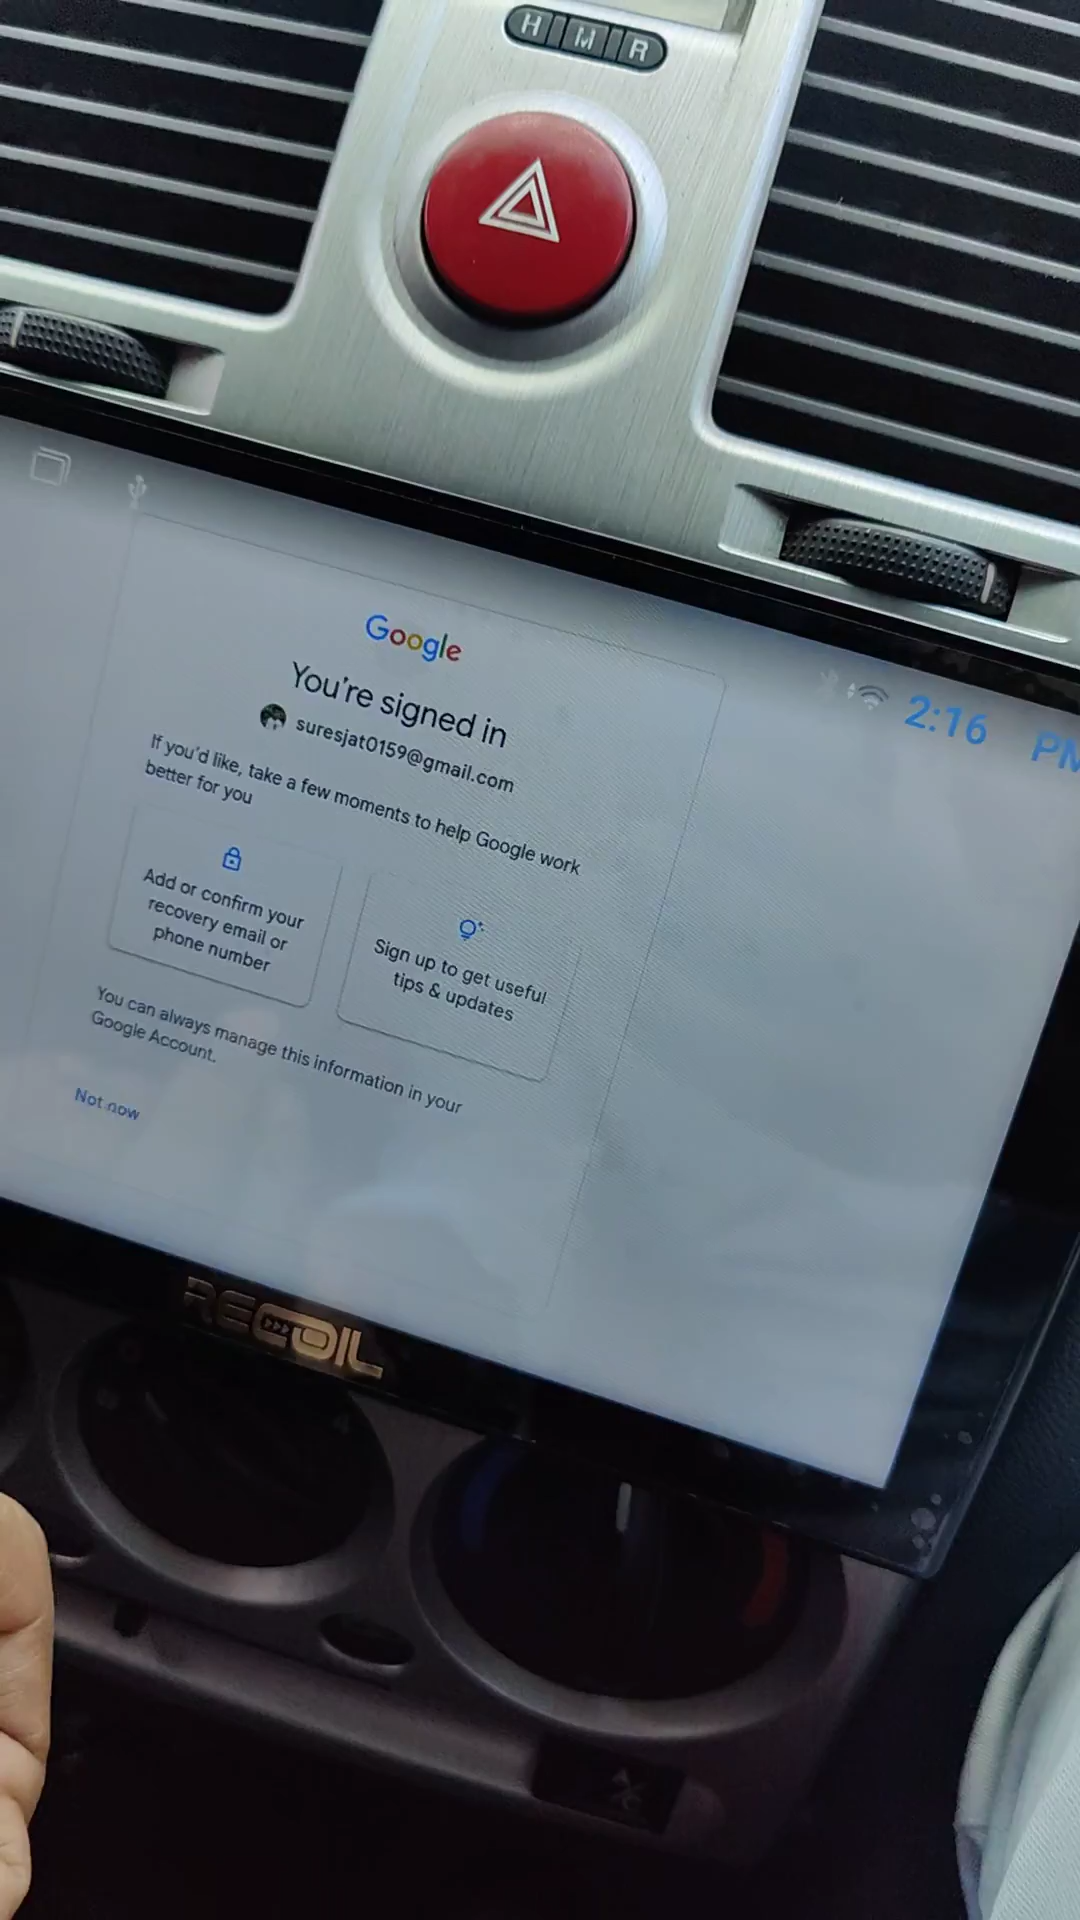 H M R
2:16 PM
Google
You're signed in
suresjat0159@gmail.com
If you'd like, take a few moments to help Google work
better for you
Add or confirm your
recovery email or
phone number
Sign up to get useful
tips & updates
You can always manage this information in your
Google Account.
Not now
RECOIL